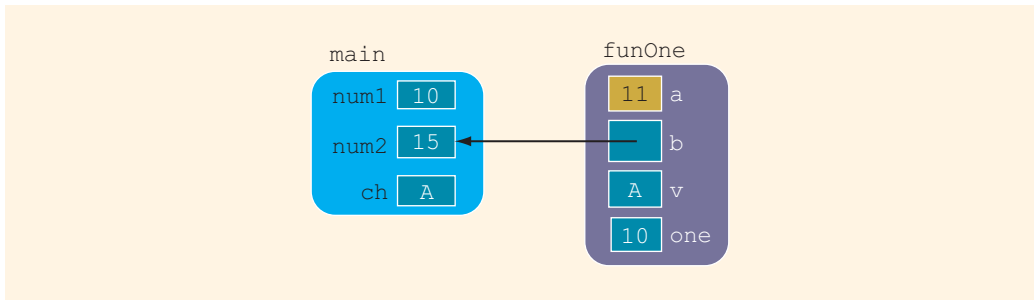 main
num1 10
num2 15
ch A
funOne
11 a
b
A v
10 one